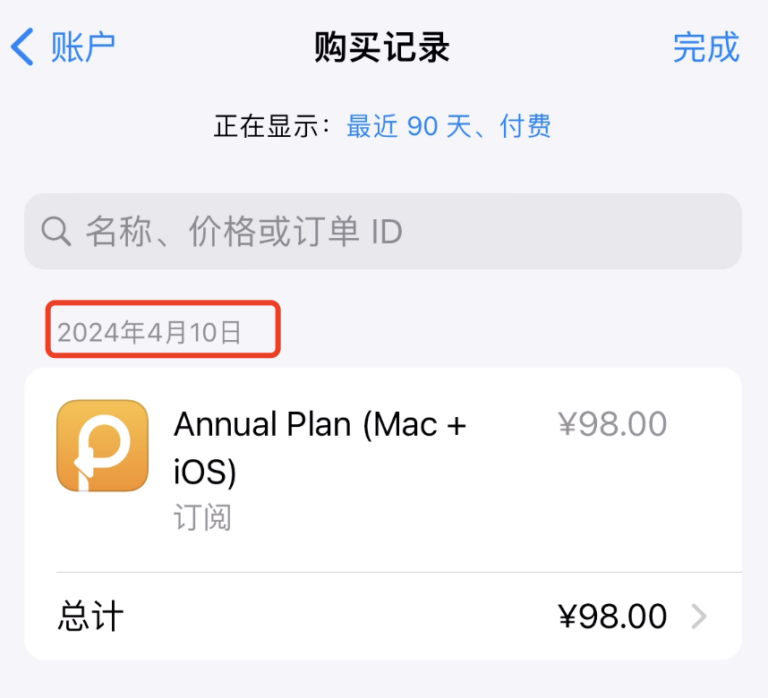 账户
购买记录
完成
正在显示：最近 90 天、付费
名称、价格或订单 ID
2024年4月10日
Annual Plan (Mac +
iOS)
¥98.00
订阅
总计
¥98.00